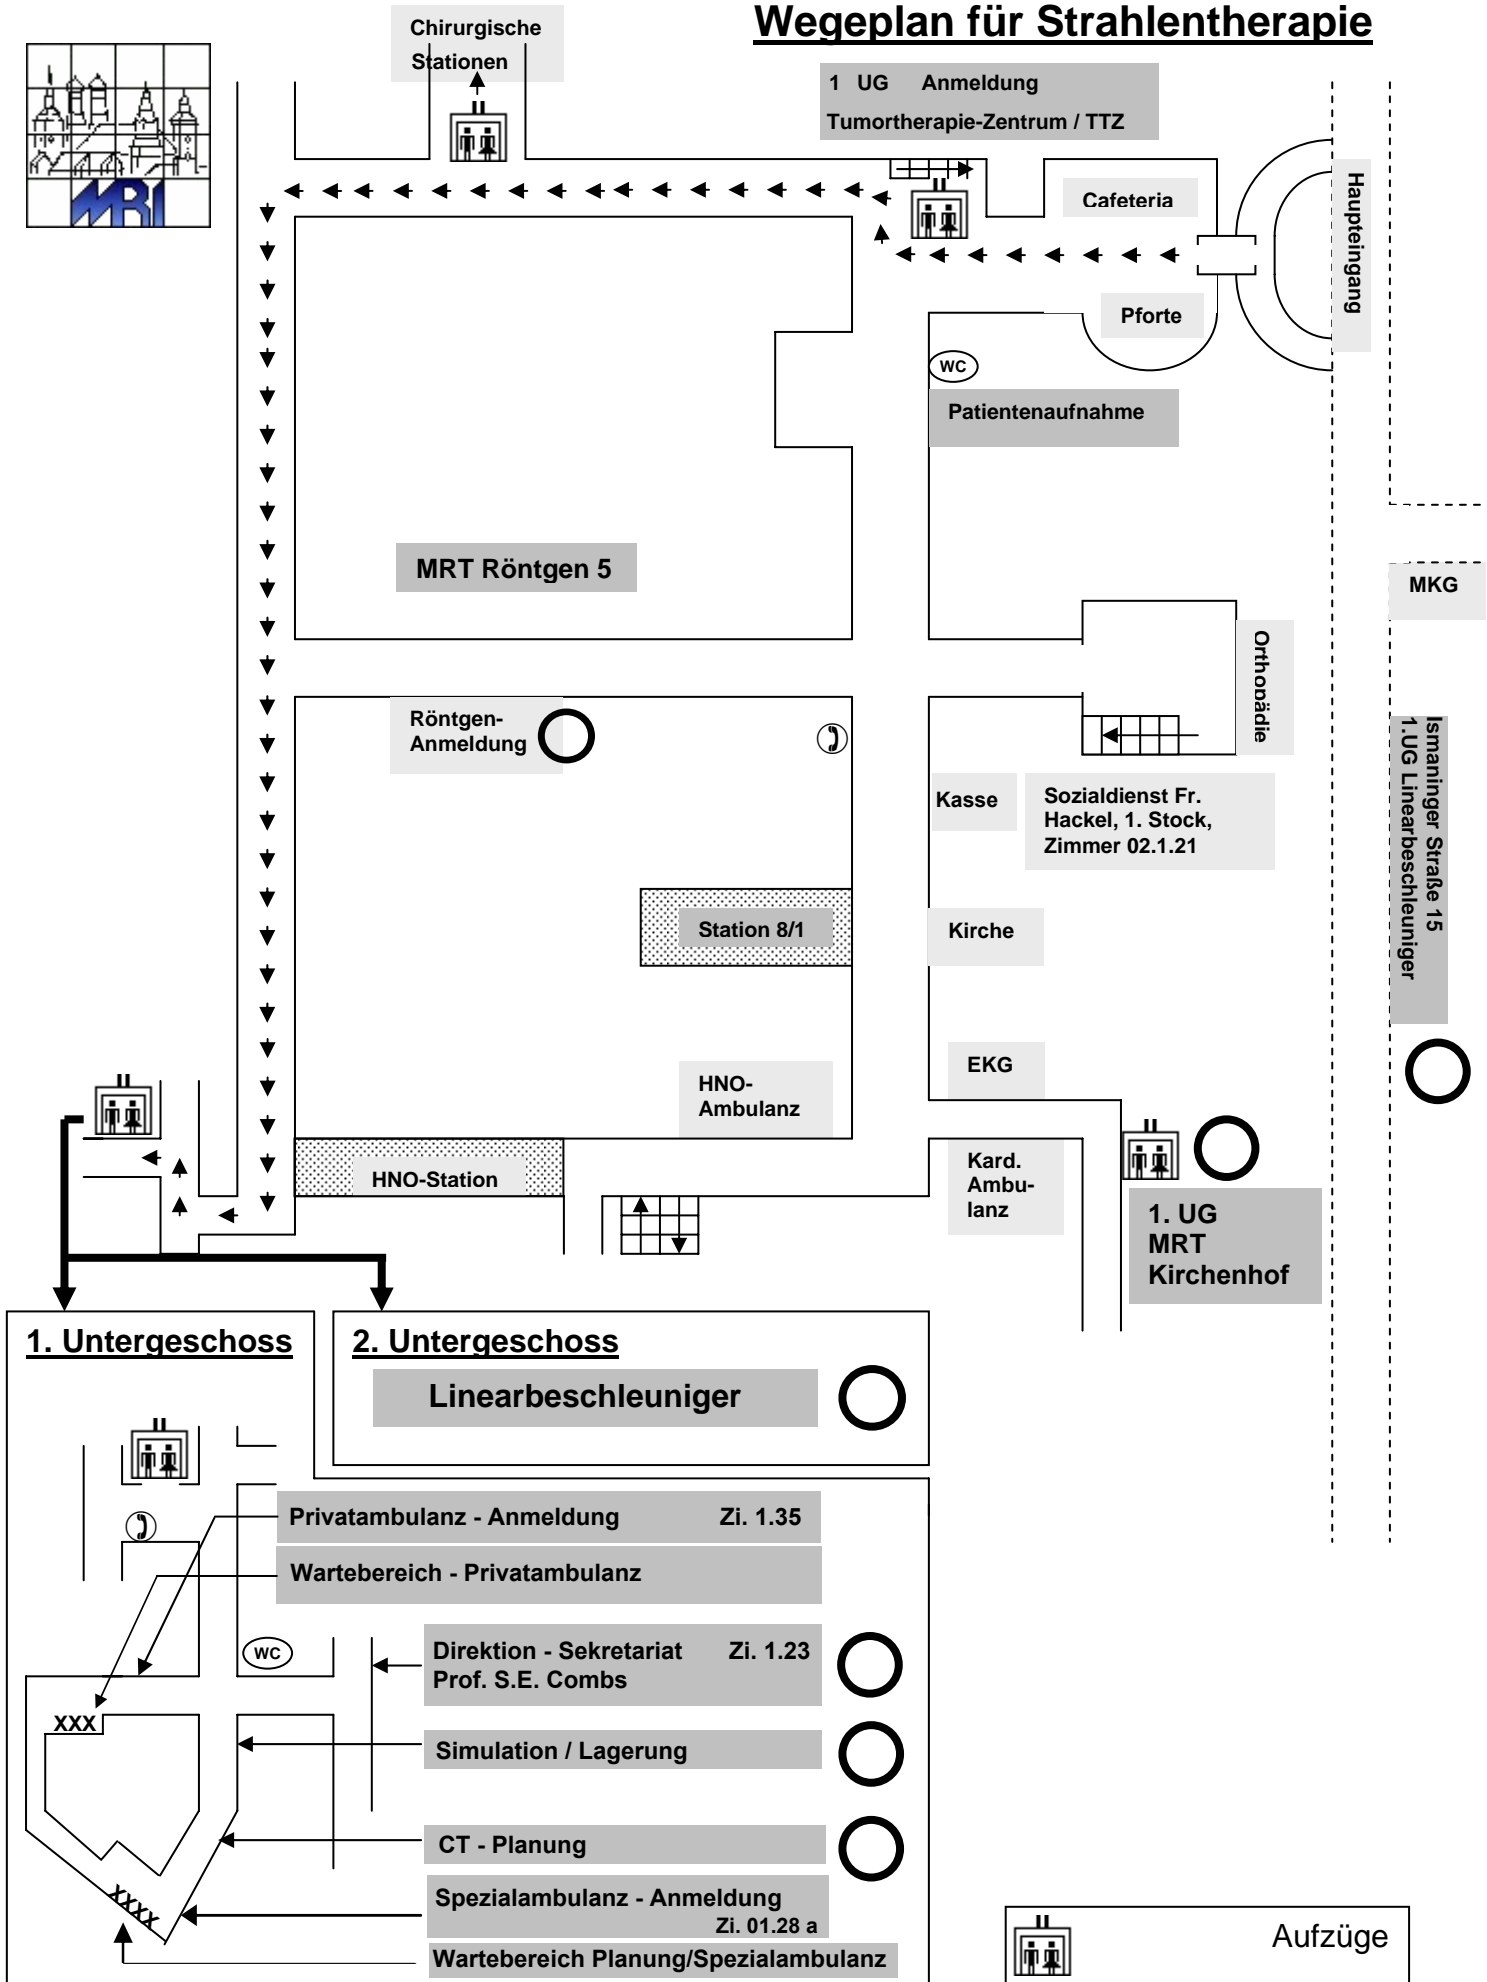 Wegeplan für Strahlentherapie
Chirurgische
Stationen
1 UG Anmeldung
Tumortherapie-Zentrum / TTZ
MRI
Cafeteria
Haupteingang
Pforte
WC
Patientenaufnahme
MRT Röntgen 5
MKG
Orthopädie
Röntgen-
Anmeldung
Kasse
Sozialdienst Fr.
Hackel, 1. Stock,
Zimmer 02.1.21
Ismaninger Straße 15
1.UG Linearbeschleuniger
Station 8/1
Kirche
EKG
HNO-
Ambulanz
HNO-Station
Kard.
Ambu-
lanz
1. UG
MRT
Kirchenhof
1. Untergeschoss
2. Untergeschoss
Linearbeschleuniger
Privatambulanz - Anmeldung Zi. 1.35
Wartebereich - Privatambulanz
WC
Direktion - Sekretariat Zi. 1.23
Prof. S.E. Combs
XXX
Simulation / Lagerung
CT - Planung
XXXX
Spezialambulanz - Anmeldung
Zi. 01.28 a
Wartebereich Planung/Spezialambulanz
Aufzüge